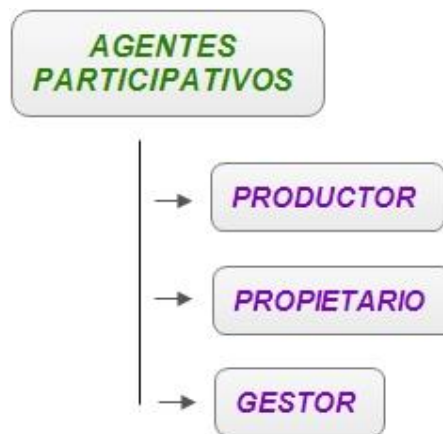 AGENTES
PARTICIPATIVOS
PRODUCTOR
PROPIETARIO
GESTOR